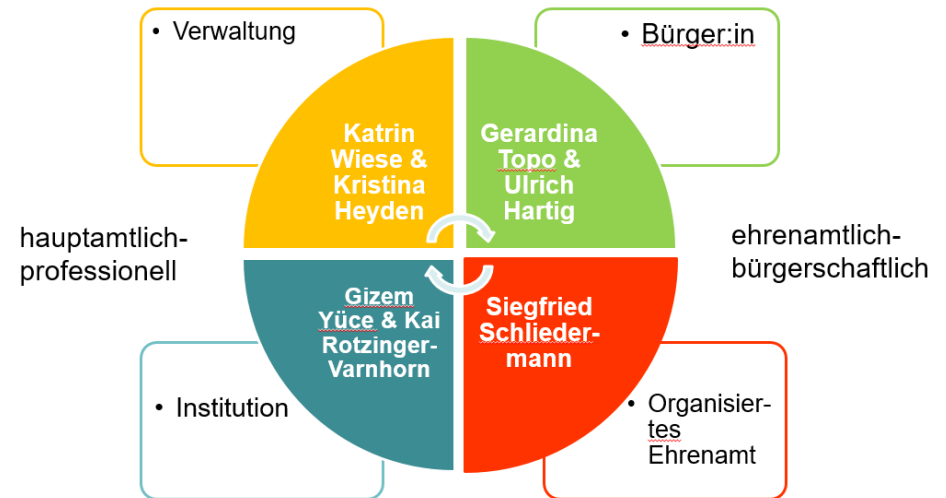 • Verwaltung
• Bürger:in
Katrin
Wiese &
Kristina
Heyden
Gerardina
Topo &
Ulrich
Hartig
hauptamtlich-
professionell
ehrenamtlich-
bürgerschaftlich
Gizem
Yüce & Kai
Rotzinger-
Varnhorn
Siegfried
Schlieder-
mann
• Institution
• Organisier-
tes
Ehrenamt